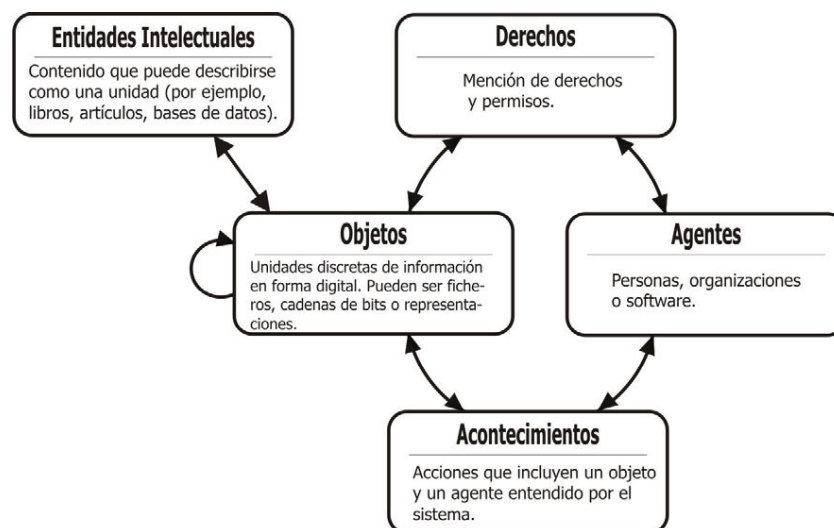 Entidades Intelectuales
Contenido que puede describirse
como una unidad (por ejemplo,
libros, artículos, bases de datos).
Derechos
Mención de derechos
y permisos.
Objetos
Unidades discretas de información
en forma digital. Pueden ser fiche-
ros, cadenas de bits o representa-
ciones.
Agentes
Personas, organizaciones
o software.
Acontecimientos
Acciones que incluyen un objeto
y un agente entendido por el
sistema.